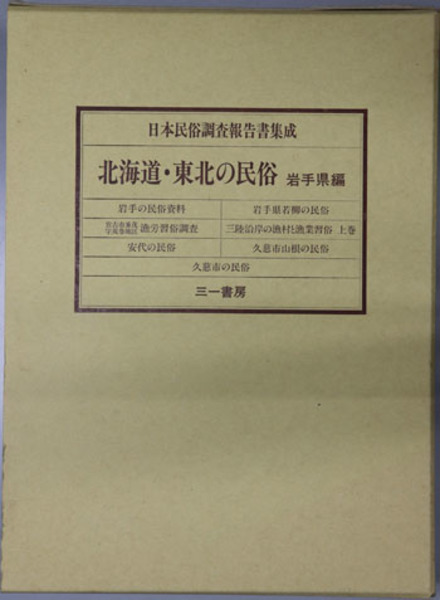 日本民俗調査報告書集成
北海道・東北の民俗 岩手県編
岩手の民俗資料
岩手県若柳の民俗
漁労習俗調査
三陸沿岸の漁村と漁業習俗 上巻
安代の民俗
久慈市山根の民俗
久慈市の民俗
三一書房